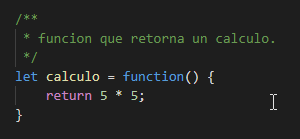 /**
 * funcion que retorna un calculo.
 */
let calculo = function() {
    return 5 * 5;
}